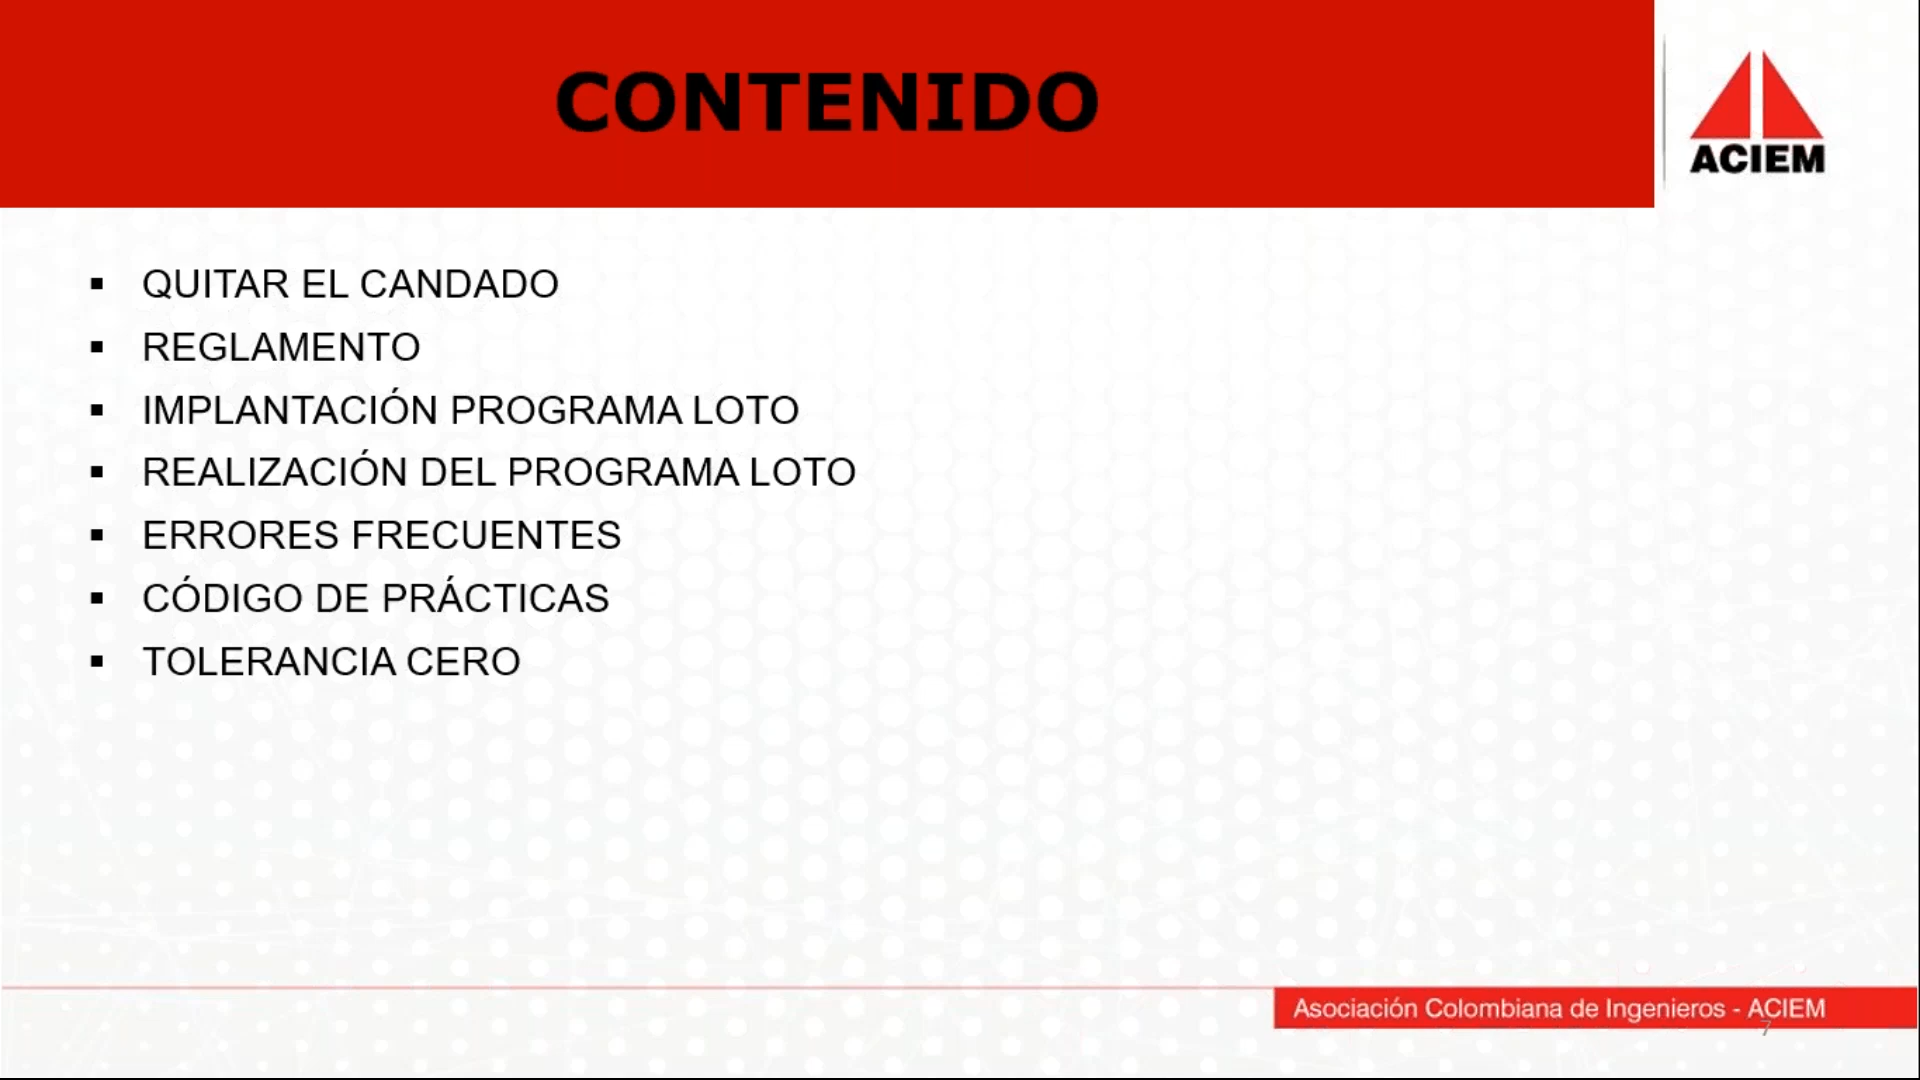 CONTENIDO
ACIEM
▪ QUITAR EL CANDADO
▪ REGLAMENTO
▪ IMPLANTACIÓN PROGRAMA LOTO
▪ REALIZACIÓN DEL PROGRAMA LOTO
▪ ERRORES FRECUENTES
▪ CÓDIGO DE PRÁCTICAS
▪ TOLERANCIA CERO
Asociación Colombiana de Ingenieros - ACIEM
7